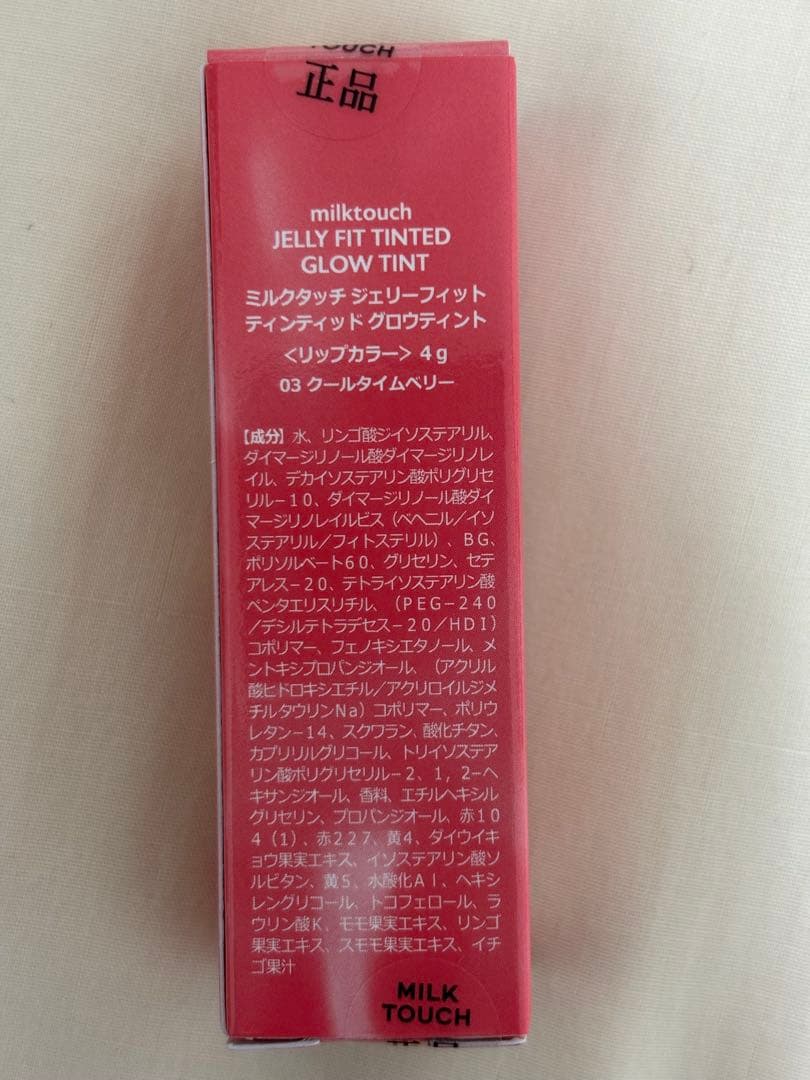 TOUCH
正品
milktouch
JELLY FIT TINTED
GLOW TINT
ミルクタッチ ジェリーフィット
ティンティッド グロウティント
<リップカラー> 4g
03 クールタイムベリー
【成分】水、リンゴ酸ジイソステアリル、
ダイマージリノール酸ダイマージリノレ
イル、デカイソステアリン酸ポリグリセ
リル－10、ダイマージリノール酸ダイ
マージリノレイルビス（ベヘニル／イソ
ステアリル／フィトステリル）、BG、
ポリソルベート60、グリセリン、セテ
アレス－20、テトライソステアリン酸
ペンタエリスリチル、（PEG－240
／デシルテトラデセス－20／HDI）
コポリマー、フェノキシエタノール、メ
ントキシプロパンジオール、（アクリル
酸ヒドロキシエチル／アクリロイルジメ
チルタウリンNa）コポリマー、ポリウ
レタン－14、スクワラン、酸化チタン、
カプリリルグリコール、トリイソステア
リン酸ポリグリセリル－2、1，2－ヘ
キサンジオール、香料、エチルヘキシル
グリセリン、プロパンジオール、赤10
4（1）、赤227、黄4、ダイウイキ
ョウ果実エキス、イソステアリン酸ソ
ルビタン、黄5、水酸化Al、ヘキシ
レングリコール、トコフェロール、ラ
ウリン酸K、モモ果実エキス、リンゴ
果実エキス、スモモ果実エキス、イチ
ゴ果汁
MILK
TOUCH